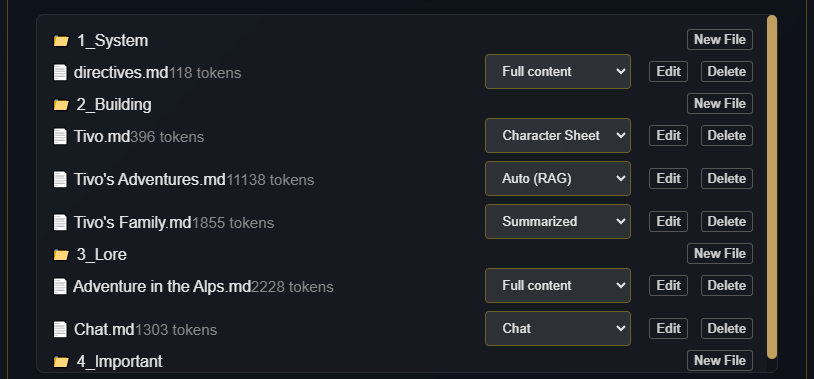 1_System New File
directives.md118 tokens Full content Edit Delete
2_Building New File
Tivo.md396 tokens Character Sheet Edit Delete
Tivo's Adventures.md11138 tokens Auto (RAG) Edit Delete
Tivo's Family.md1855 tokens Summarized Edit Delete
3_Lore New File
Adventure in the Alps.md2228 tokens Full content Edit Delete
Chat.md1303 tokens Chat Edit Delete
4_Important New File